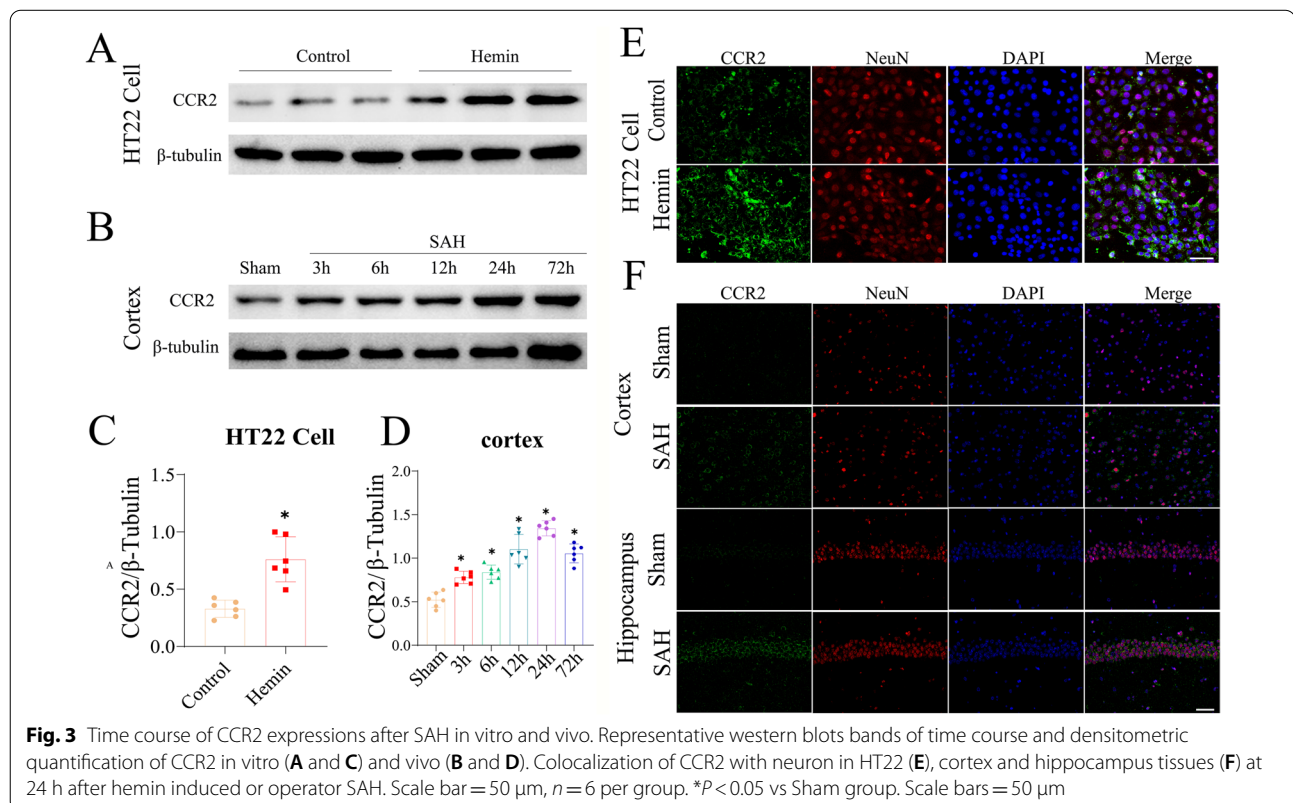 A
Control Hemin
HT22 Cell
CCR2
β-tubulin
B
SAH
Sham 3h 6h 12h 24h 72h
Cortex
CCR2
β-tubulin
C
HT22 Cell
CCR2/β-Tubulin
A
1.5
1.0
0.5
0.0
*
Control Hemin
D
cortex
CCR2/β-Tubulin
2.0
1.5
1.0
0.5
0.0
* * * * *
Sham 3h 6h 12h 24h 72h
E
CCR2 NeuN DAPI Merge
HT22 Cell
Control
Hemin
F
CCR2 NeuN DAPI Merge
Cortex
Sham
SAH
Hippocampus
Sham
SAH
Fig. 3 Time course of CCR2 expressions after SAH in vitro and vivo. Representative western blots bands of time course and densitometric
quantification of CCR2 in vitro (A and C) and vivo (B and D). Colocalization of CCR2 with neuron in HT22 (E), cortex and hippocampus tissues (F) at
24 h after hemin induced or operator SAH. Scale bar = 50 μm, n = 6 per group. *P < 0.05 vs Sham group. Scale bars = 50 μm